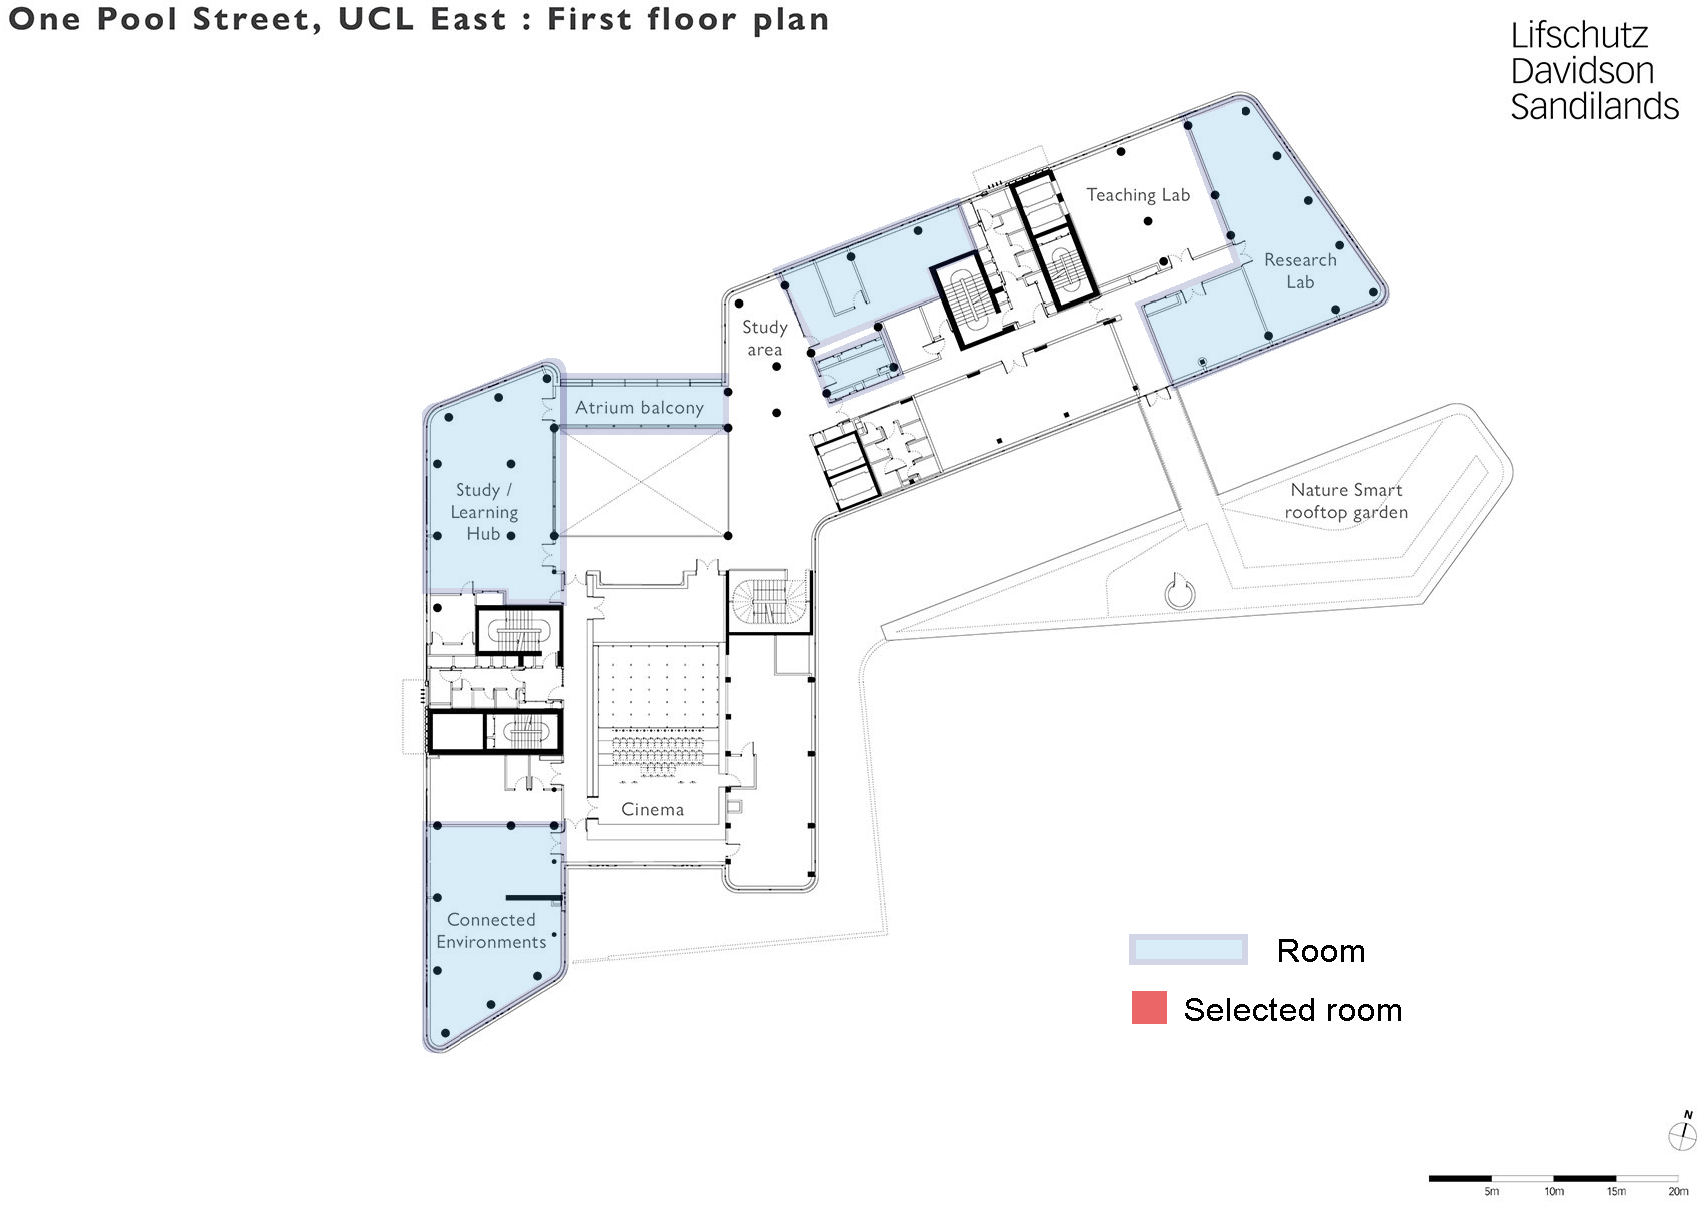 One Pool Street, UCL East : First floor plan
Lifschutz
Davidson
Sandilands
Teaching Lab
Research
Lab
Study
area
Atrium balcony
Study /
Learning
Hub
Nature Smart
rooftop garden
Cinema
Connected
Environments
Room
Selected room
N
5m 10m 15m 20m